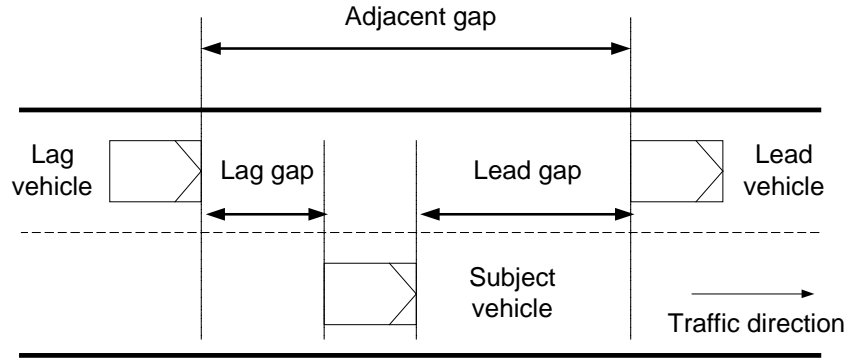 Adjacent gap
Lag
vehicle
Lag gap
Lead gap
Lead
vehicle
Subject
vehicle
Traffic direction